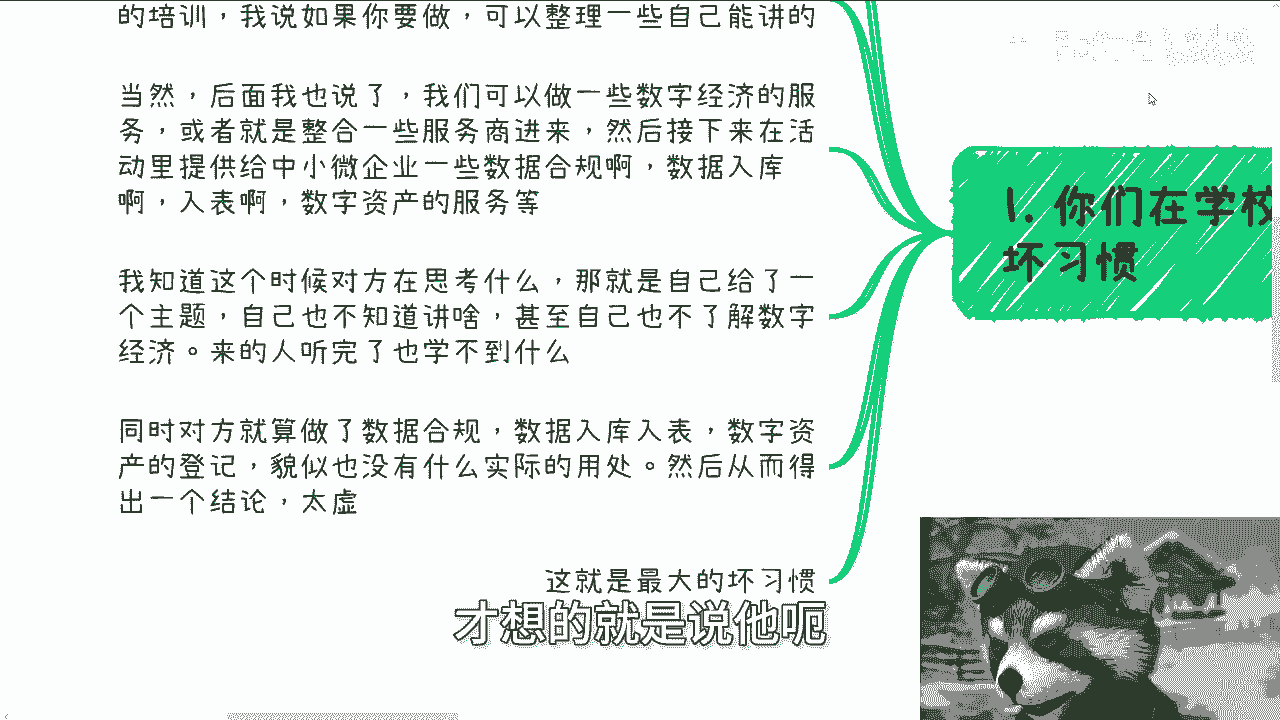 的培训，我说如果你要做，可以整理一些自己能讲的
当然，后面我也说了，我们可以做一些数字经济的服
务，或者就是整合一些服务商进来，然后接下来在活
动里提供给中小微企业一些数据合规啊，数据入库
啊，入表啊，数字资产的服务等
我知道这个时候对方在思考什么，那就是自己给了一
个主题，自己也不知道讲啥，甚至自己也不了解数字
经济。来的人听完了也学不到什么
同时对方就算做了数据合规，数据入库入表，数字资
产的登记，貌似也没有什么实际的用处。然后从而得
出一个结论，太虚
这就是最大的坏习惯
1. 你们在学校
坏习惯
才想的就是说他呃